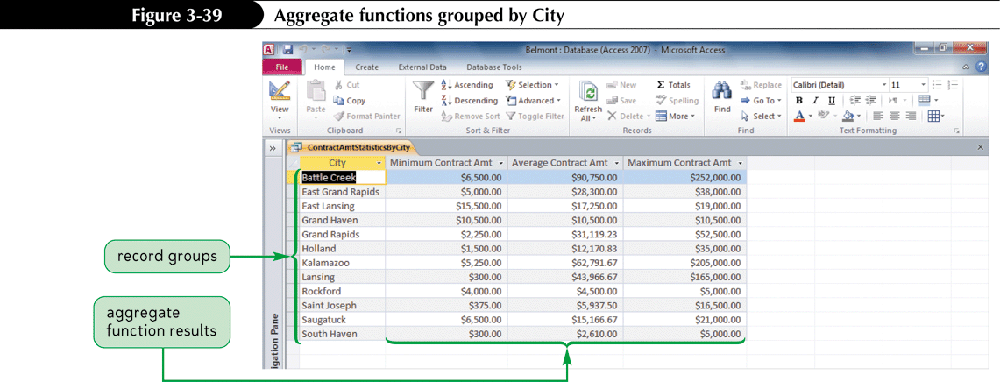 Figure 3-39 Aggregate functions grouped by City
Belmont : Database (Access 2007) - Microsoft Access
File Home Create External Data Database Tools
View
Views
Paste
Cut
Copy
Format Painter
Clipboard
Filter
Ascending
Descending
Remove Sort
Selection
Advanced
Toggle Filter
Sort & Filter
Refresh
All
New
Save
Delete
Totals
Spelling
More
Records
Find
Replace
Go To
Select
Find
Calibri (Detail) 11
B I U
A
Text Formatting
ContractAmtStatisticsByCity
City Minimum Contract Amt Average Contract Amt Maximum Contract Amt
Battle Creek $6,500.00 $90,750.00 $252,000.00
East Grand Rapids $5,000.00 $28,300.00 $38,000.00
East Lansing $15,500.00 $17,250.00 $19,000.00
Grand Haven $10,500.00 $10,500.00 $10,500.00
Grand Rapids $2,250.00 $31,119.23 $52,500.00
Holland $1,500.00 $12,170.83 $35,000.00
Kalamazoo $5,250.00 $62,791.67 $205,000.00
Lansing $300.00 $43,966.67 $165,000.00
Rockford $4,000.00 $4,500.00 $5,000.00
Saint Joseph $375.00 $5,937.50 $16,500.00
Saugatuck $6,500.00 $15,166.67 $21,000.00
South Haven $300.00 $2,610.00 $5,000.00
record groups
aggregate
function results
igation Pane